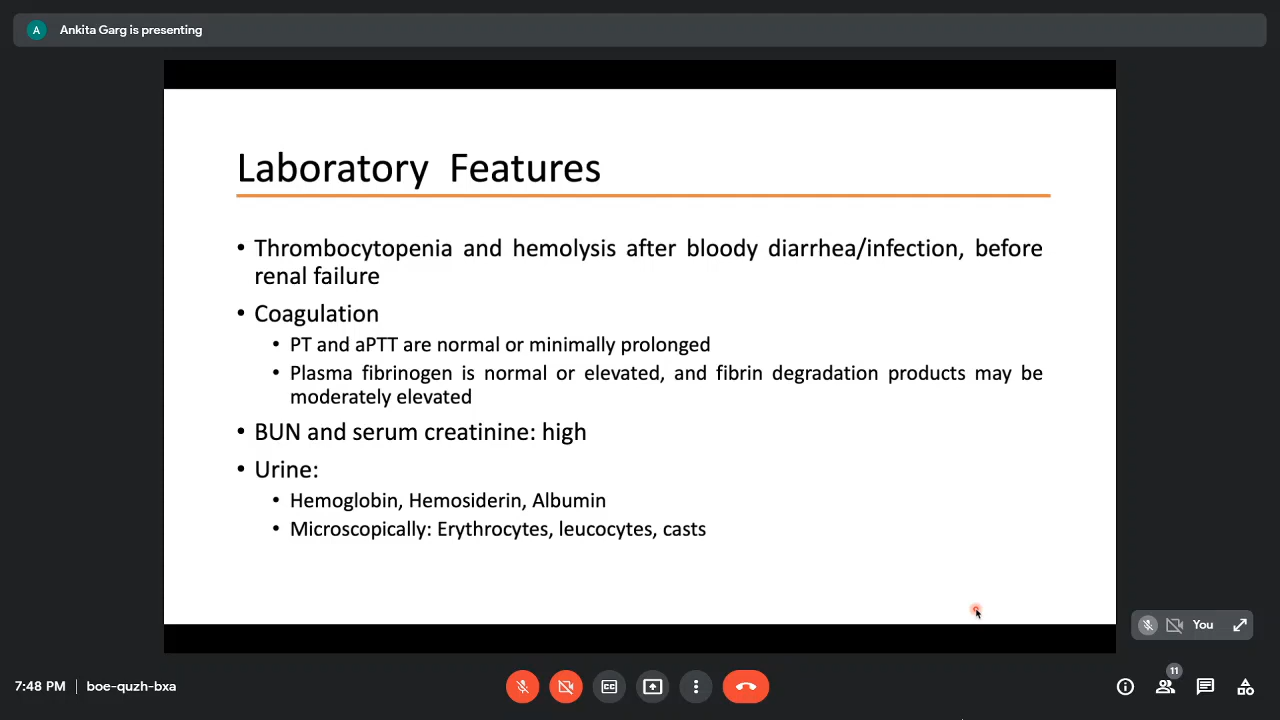 A Ankita Garg is presenting
Laboratory Features
• Thrombocytopenia and hemolysis after bloody diarrhea/infection, before
renal failure
• Coagulation
• PT and aPTT are normal or minimally prolonged
• Plasma fibrinogen is normal or elevated, and fibrin degradation products may be
moderately elevated
• BUN and serum creatinine: high
• Urine:
• Hemoglobin, Hemosiderin, Albumin
• Microscopically: Erythrocytes, leucocytes, casts
You
7:48 PM | boe-quzh-bxa
CC
11